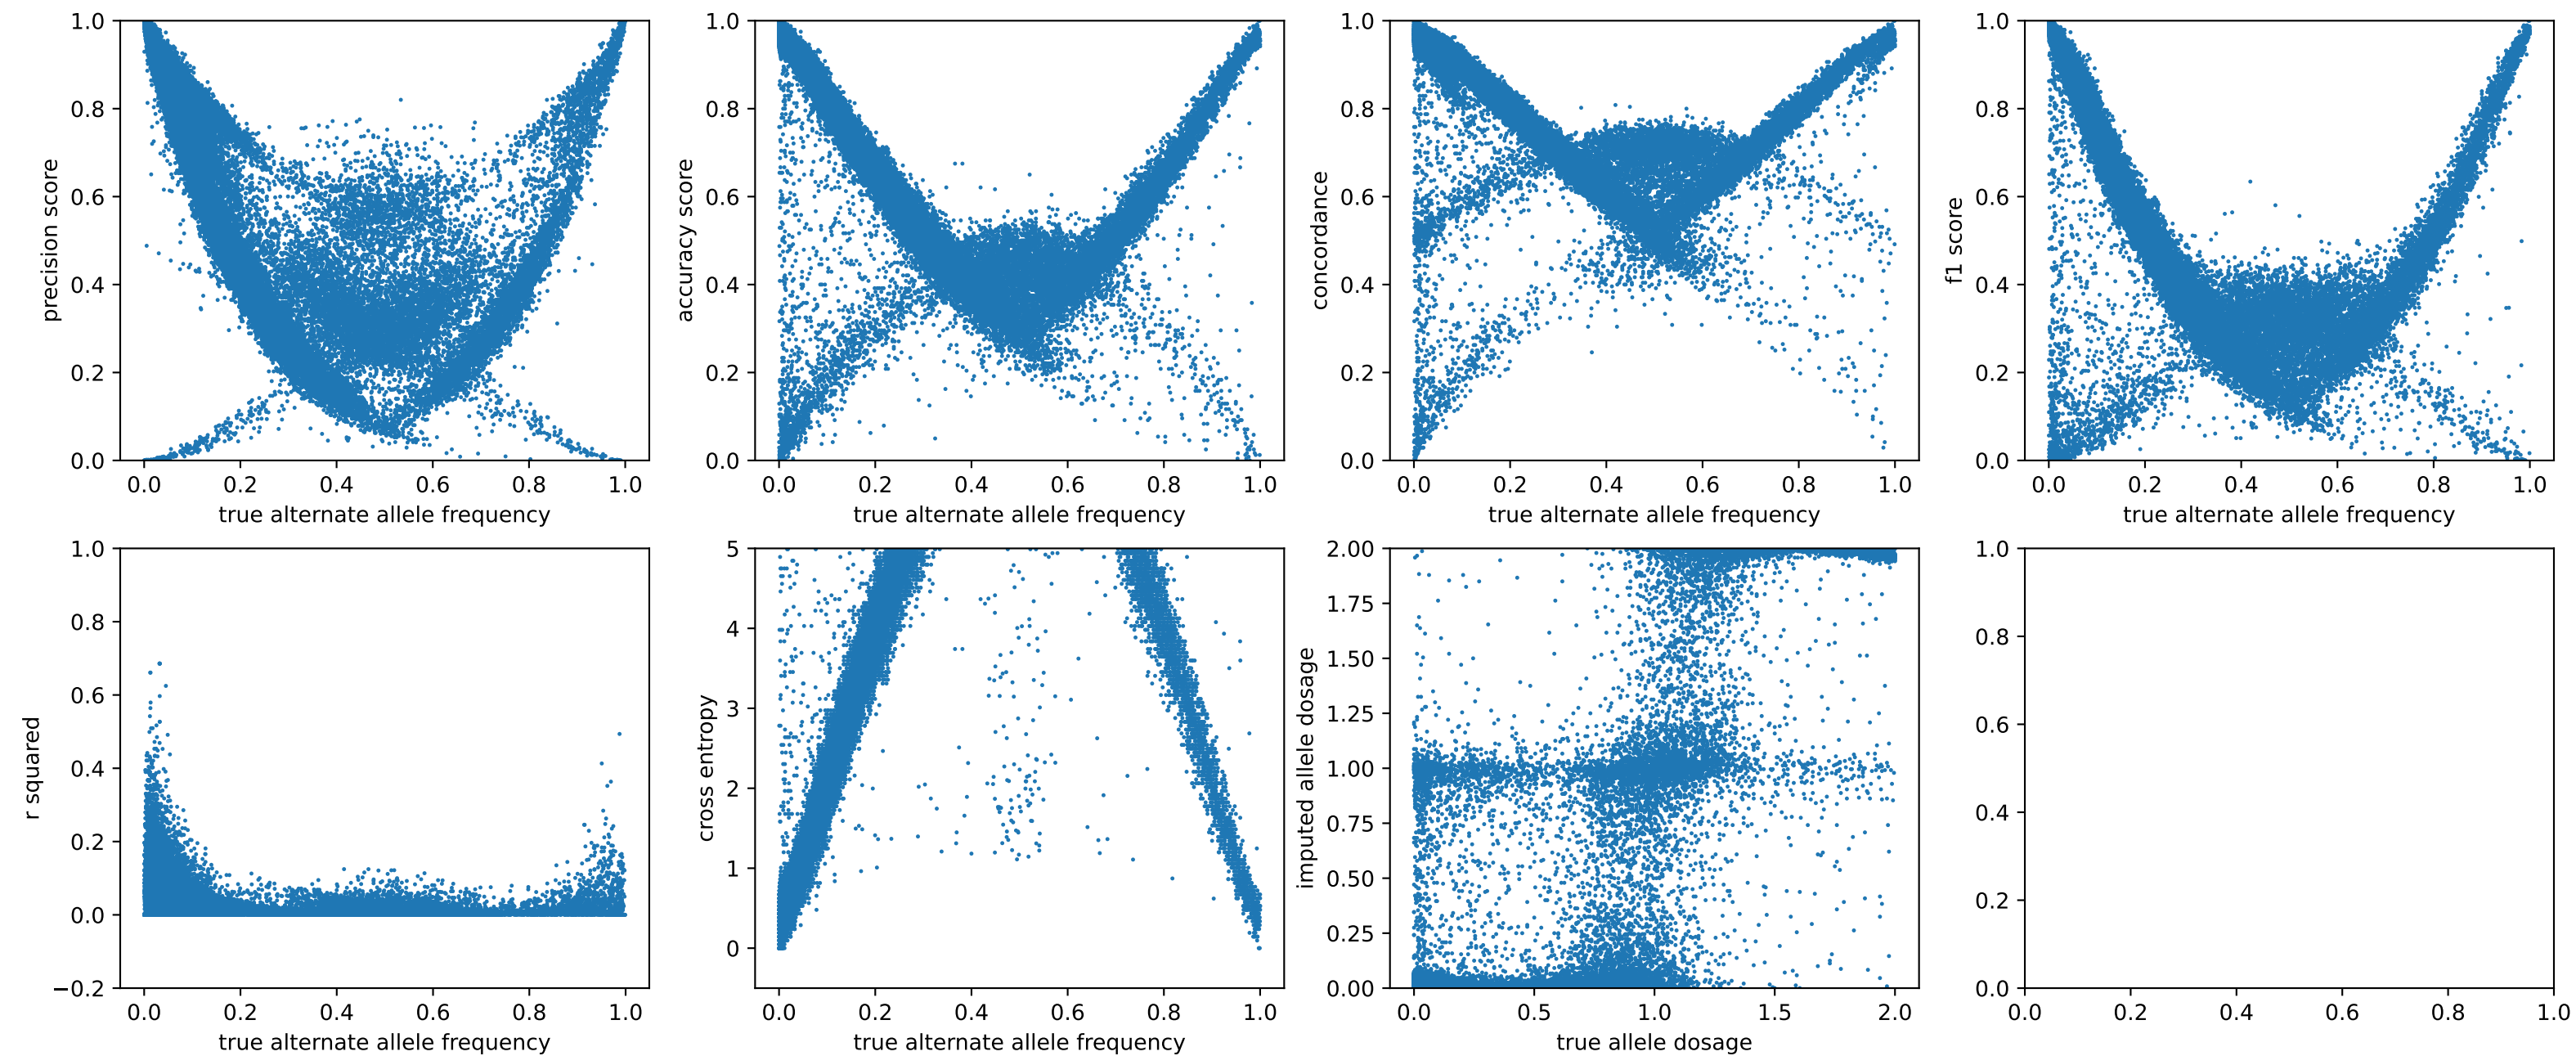 precision score
1.0
0.8
0.6
0.4
0.2
0.0
0.0 0.2 0.4 0.6 0.8 1.0
true alternate allele frequency
accuracy score
1.0
0.8
0.6
0.4
0.2
0.0
0.0 0.2 0.4 0.6 0.8 1.0
true alternate allele frequency
concordance
1.0
0.8
0.6
0.4
0.2
0.0
0.0 0.2 0.4 0.6 0.8 1.0
true alternate allele frequency
f1 score
1.0
0.8
0.6
0.4
0.2
0.0
0.0 0.2 0.4 0.6 0.8 1.0
true alternate allele frequency
r squared
1.0
0.8
0.6
0.4
0.2
0.0
−0.2
0.0 0.2 0.4 0.6 0.8 1.0
true alternate allele frequency
cross entropy
5
4
3
2
1
0
0.0 0.2 0.4 0.6 0.8 1.0
true alternate allele frequency
imputed allele dosage
2.00
1.75
1.50
1.25
1.00
0.75
0.50
0.25
0.00
0.0 0.5 1.0 1.5 2.0
true allele dosage
1.0
0.8
0.6
0.4
0.2
0.0
0.0 0.2 0.4 0.6 0.8 1.0